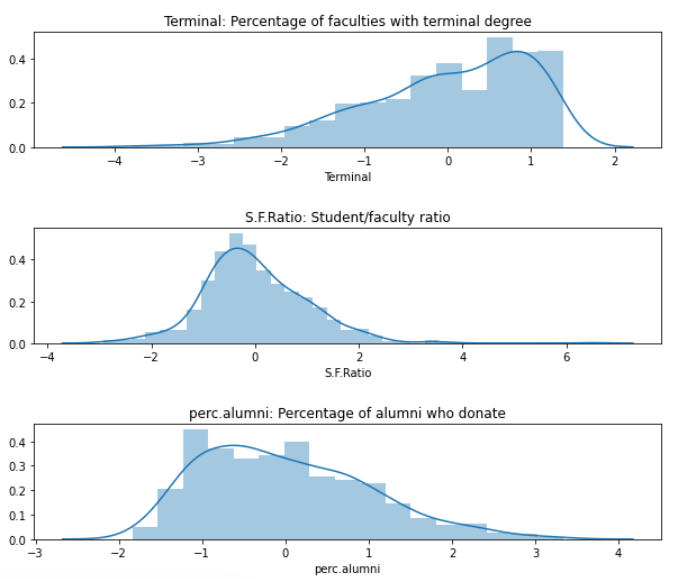 Terminal: Percentage of faculties with terminal degree
0.4
0.2
0.0
−4 −3 −2 −1 0 1 2
Terminal
S.F.Ratio: Student/faculty ratio
0.4
0.2
0.0
−4 −2 0 2 4 6
S.F.Ratio
perc.alumni: Percentage of alumni who donate
0.4
0.3
0.2
0.1
0.0
−3 −2 −1 0 1 2 3 4
perc.alumni